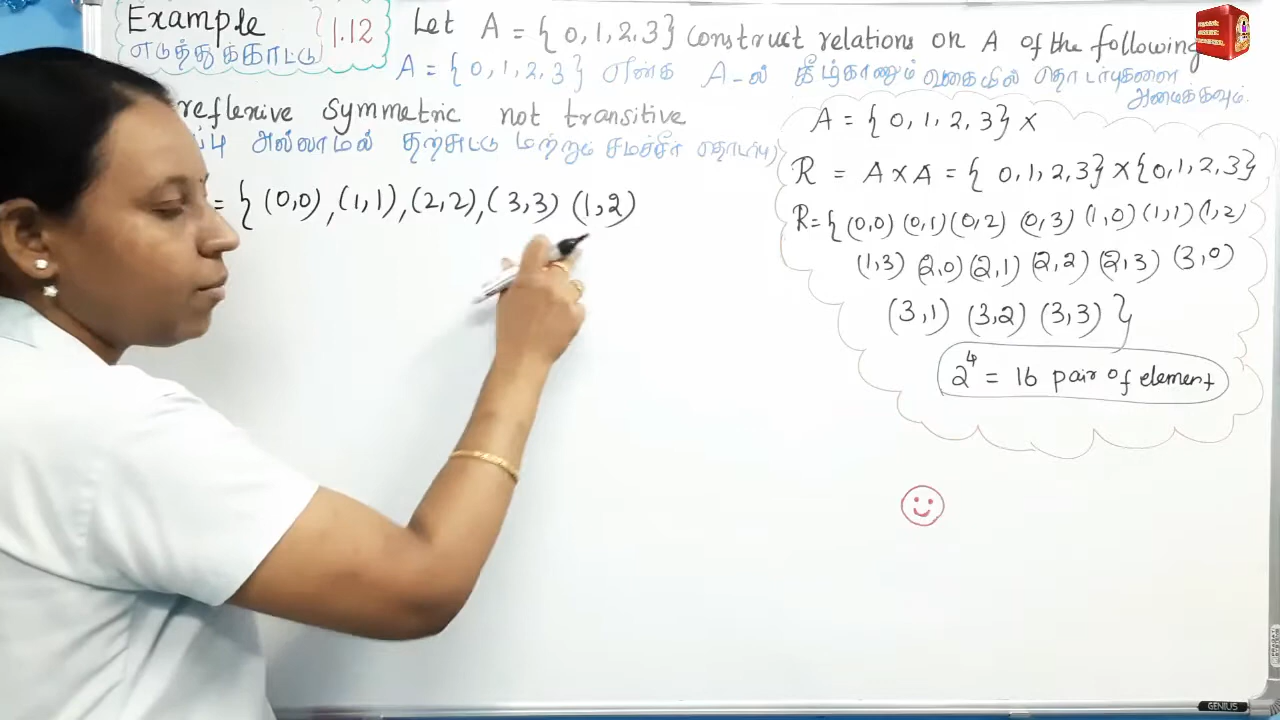 Example 1.12 Let A = { 0, 1, 2, 3 } construct relations on A of the following
எடுத்துக்காட்டு A = { 0, 1, 2, 3 } என்க A-ல் கீழ்காணும் வகையில் தொடர்புகளை
அமைக்கவும்.
reflexive symmetric not transitive
அல்லாமல் தற்சுட்டு மற்றும் சமச்சீர் தொடர்பு
= { (0,0), (1,1), (2,2), (3,3) (1,2)
A = { 0, 1, 2, 3 } X
R = A X A = { 0, 1, 2, 3 } X { 0, 1, 2, 3 }
R = { (0,0) (0,1) (0,2) (0,3) (1,0) (1,1) (1,2)
(1,3) (2,0) (2,1) (2,2) (2,3) (3,0)
(3,1) (3,2) (3,3) }
2⁴ = 16 pair of element
GENIUS